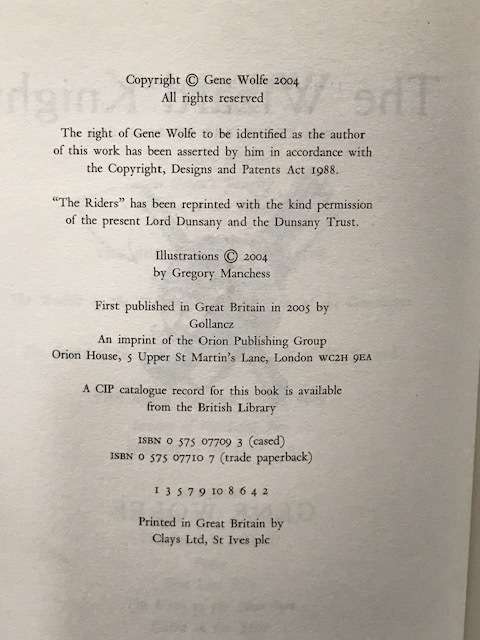 Copyright © Gene Wolfe 2004
All rights reserved
The right of Gene Wolfe to be identified as the author
of this work has been asserted by him in accordance with
the Copyright, Designs and Patents Act 1988.
“The Riders” has been reprinted with the kind permission
of the present Lord Dunsany and the Dunsany Trust.
Illustrations © 2004
by Gregory Manchess
First published in Great Britain in 2005 by
Gollancz
An imprint of the Orion Publishing Group
Orion House, 5 Upper St Martin’s Lane, London WC2H 9EA
A CIP catalogue record for this book is available
from the British Library
ISBN 0 575 07709 3 (cased)
ISBN 0 575 07710 7 (trade paperback)
1 3 5 7 9 10 8 6 4 2
Printed in Great Britain by
Clays Ltd, St Ives plc